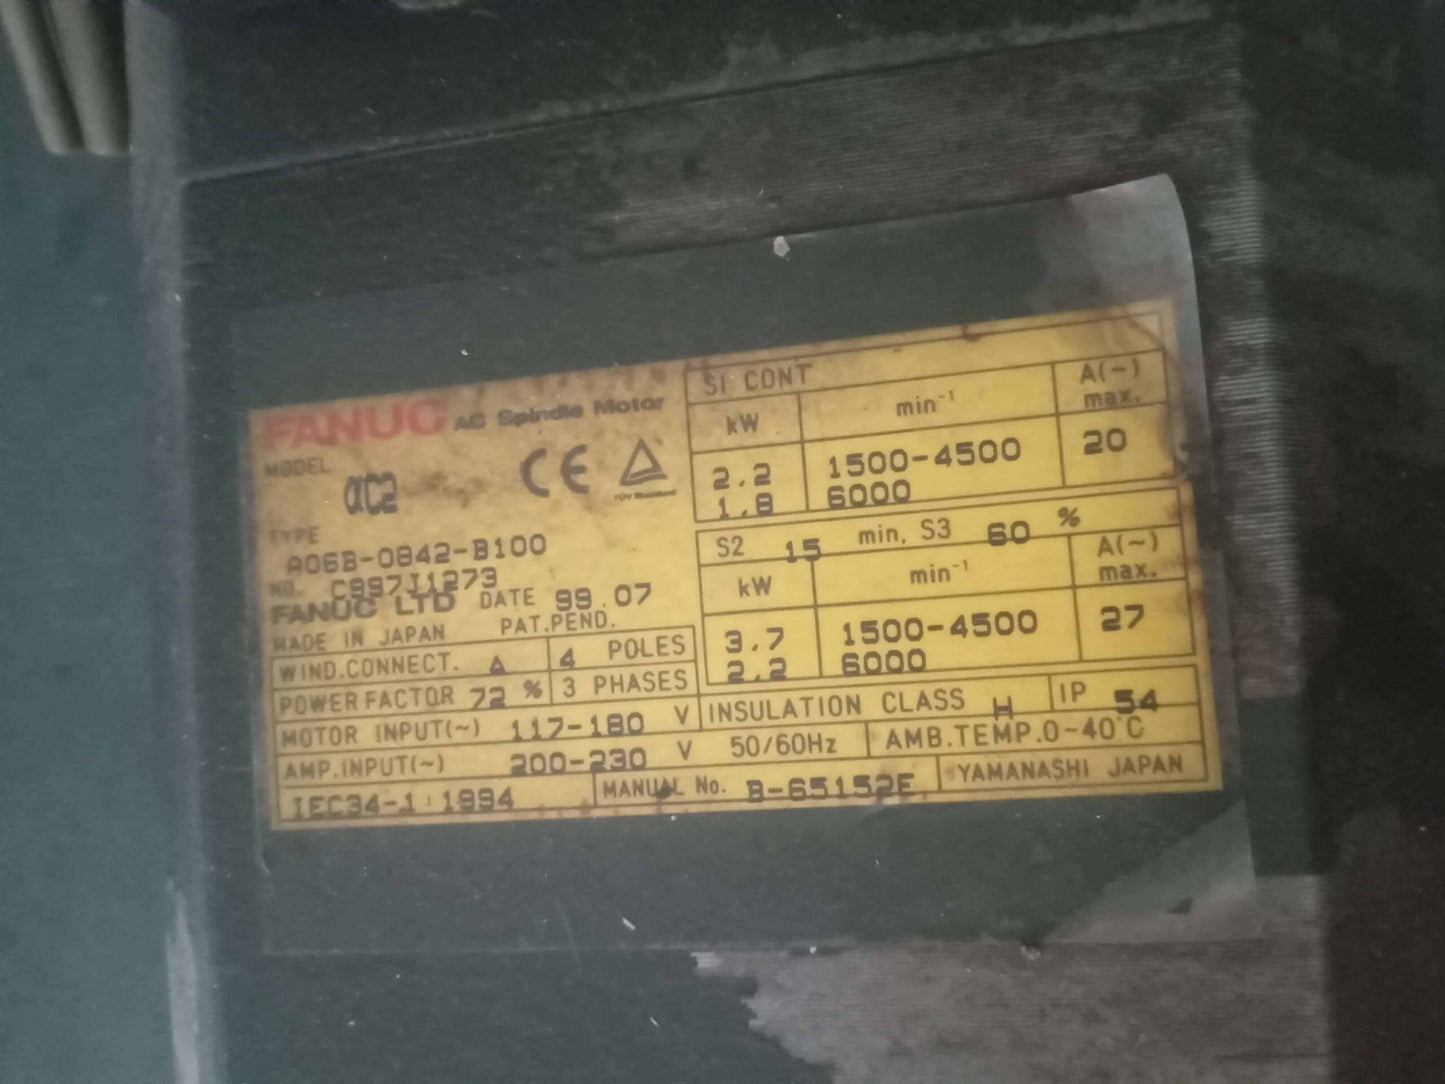 FANUC AC Spindle Motor
MODEL
αC2
CE
TYPE
A06B-0842-B100
NO. C997J1273
FANUC LTD DATE 99.07
MADE IN JAPAN PAT.PEND.
WIND.CONNECT. Δ 4 POLES
POWER FACTOR 72 % 3 PHASES
MOTOR INPUT(~) 117-180 V
AMP.INPUT(~) 200-230 V 50/60Hz
IEC34-1:1994 MANUAL No. B-65152E
S1 CONT
kW min⁻¹ A(~) max.
2.2 1500-4500 20
1.8 6000
S2 15 min, S3 60 %
kW min⁻¹ A(~) max.
3.7 1500-4500 27
2.2 6000
INSULATION CLASS H IP 54
AMB.TEMP.0-40°C
YAMANASHI JAPAN